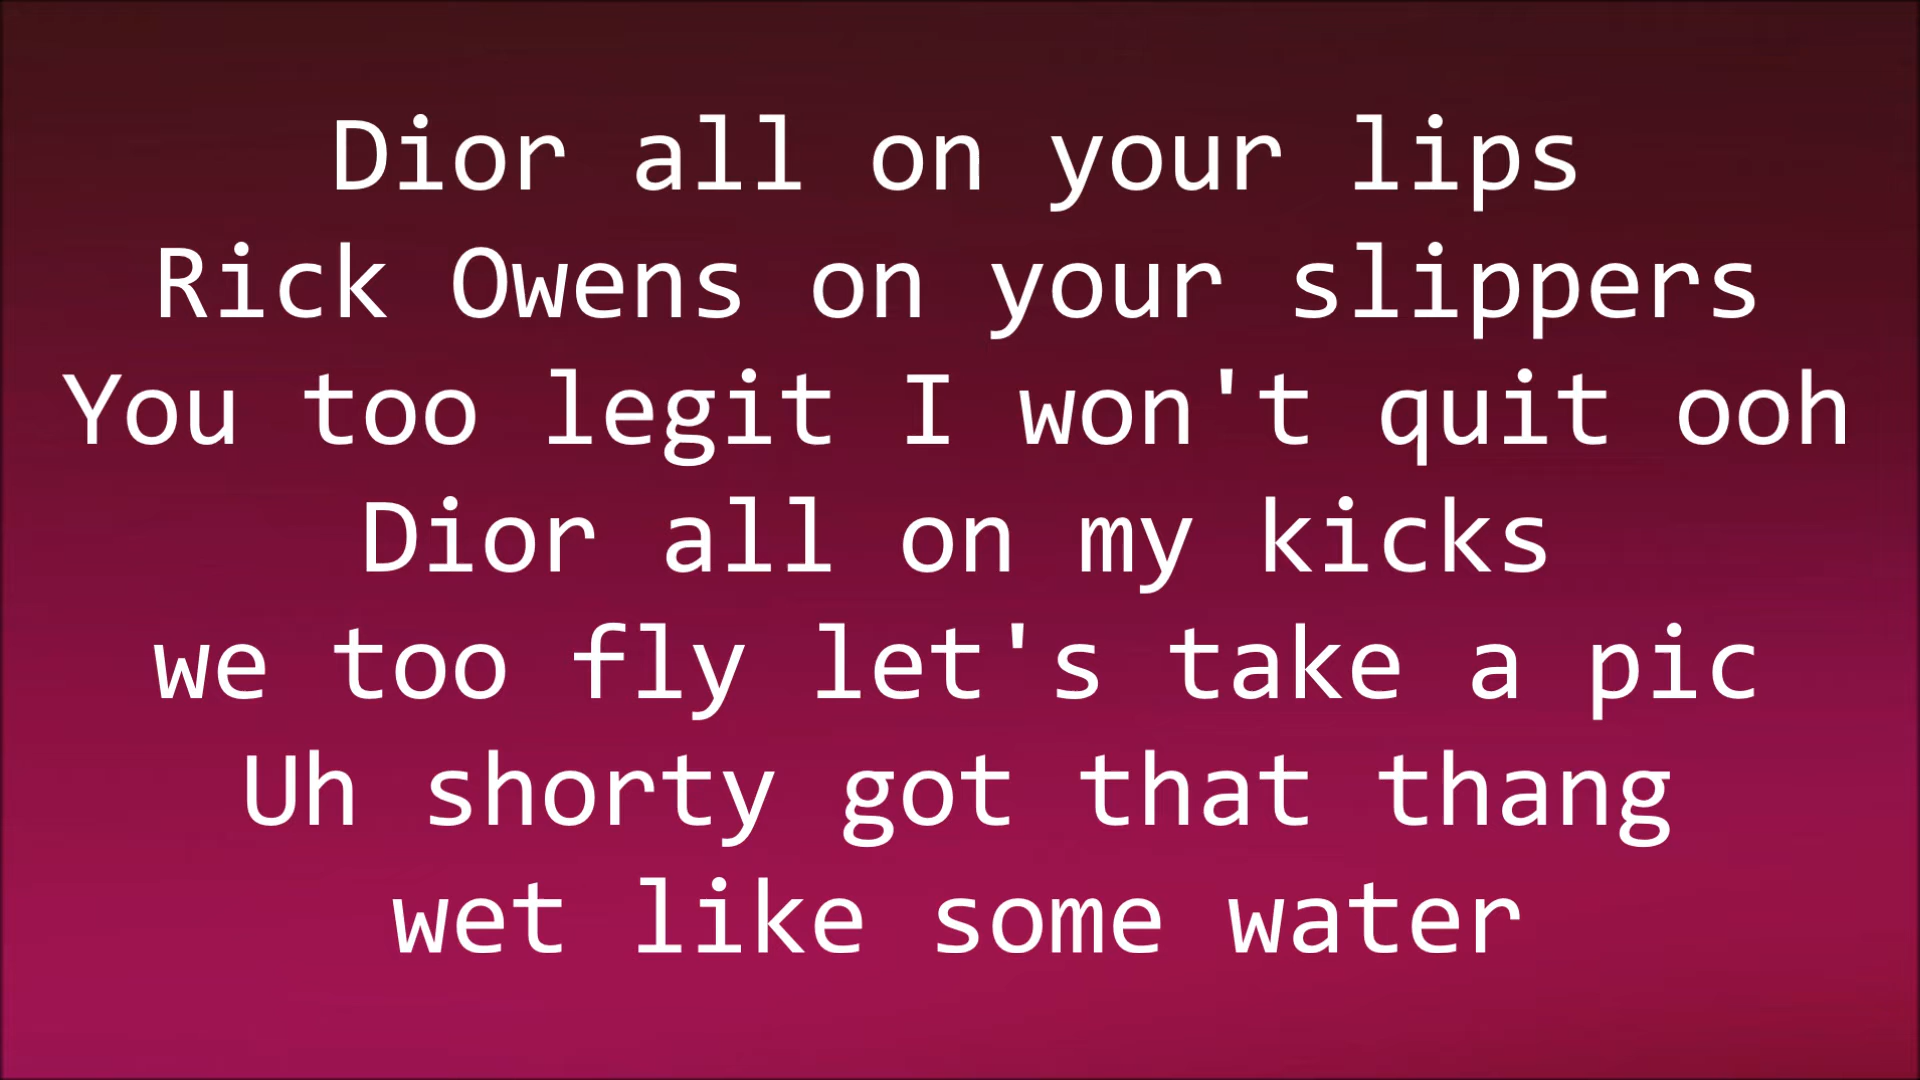 Dior all on your lips
Rick Owens on your slippers
You too legit I won't quit ooh
Dior all on my kicks
we too fly let's take a pic
Uh shorty got that thang
wet like some water